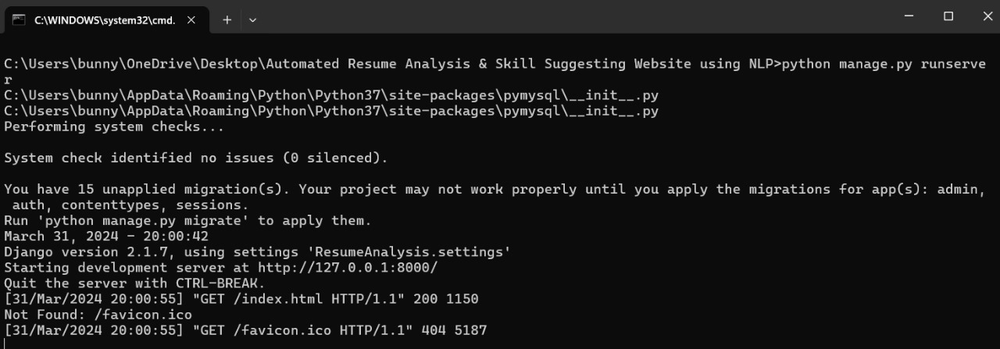 C:\WINDOWS\system32\cmd.
C:\Users\bunny\OneDrive\Desktop\Automated Resume Analysis & Skill Suggesting Website using NLP>python manage.py runserve
r
C:\Users\bunny\AppData\Roaming\Python\Python37\site-packages\pymysql\__init__.py
C:\Users\bunny\AppData\Roaming\Python\Python37\site-packages\pymysql\__init__.py
Performing system checks...
System check identified no issues (0 silenced).
You have 15 unapplied migration(s). Your project may not work properly until you apply the migrations for app(s): admin,
 auth, contenttypes, sessions.
Run 'python manage.py migrate' to apply them.
March 31, 2024 - 20:00:42
Django version 2.1.7, using settings 'ResumeAnalysis.settings'
Starting development server at http://127.0.0.1:8000/
Quit the server with CTRL-BREAK.
[31/Mar/2024 20:00:55] "GET /index.html HTTP/1.1" 200 1150
Not Found: /favicon.ico
[31/Mar/2024 20:00:55] "GET /favicon.ico HTTP/1.1" 404 5187